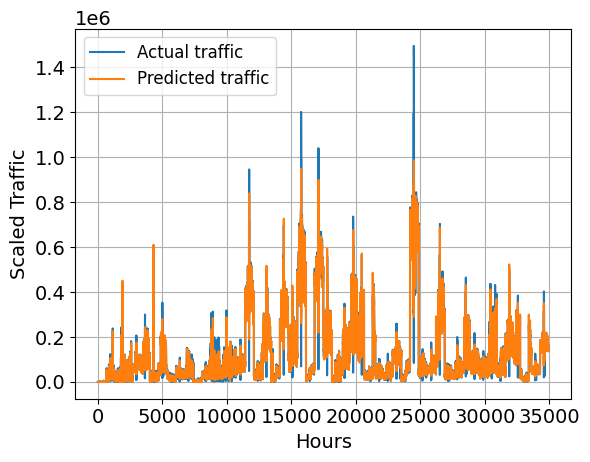 1e6
Actual traffic
Predicted traffic
Scaled Traffic
1.4
1.2
1.0
0.8
0.6
0.4
0.2
0.0
0 5000 10000 15000 20000 25000 30000 35000
Hours